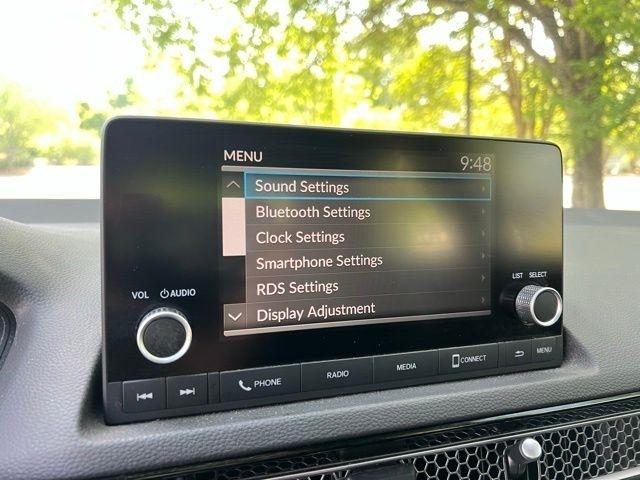 MENU 9:48
Sound Settings
Bluetooth Settings
Clock Settings
Smartphone Settings
RDS Settings
Display Adjustment
VOL AUDIO
LIST SELECT
PHONE RADIO MEDIA CONNECT MENU